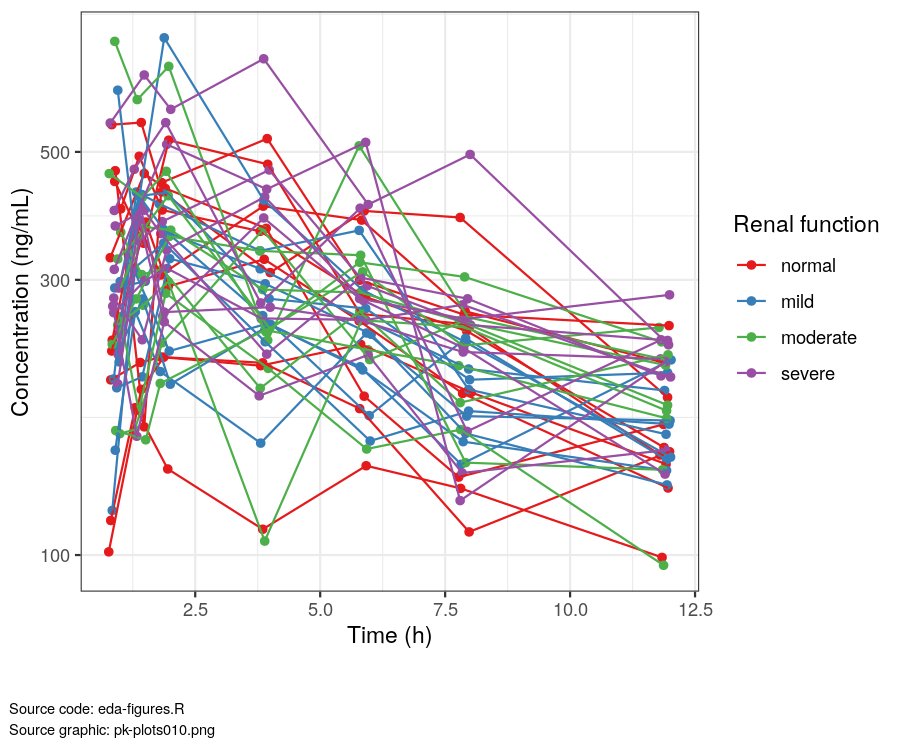 Concentration (ng/mL)
500
300
100
2.5
5.0
7.5
10.0
12.5
Time (h)
Renal function
normal
mild
moderate
severe
Source code: eda-figures.R
Source graphic: pk-plots010.png